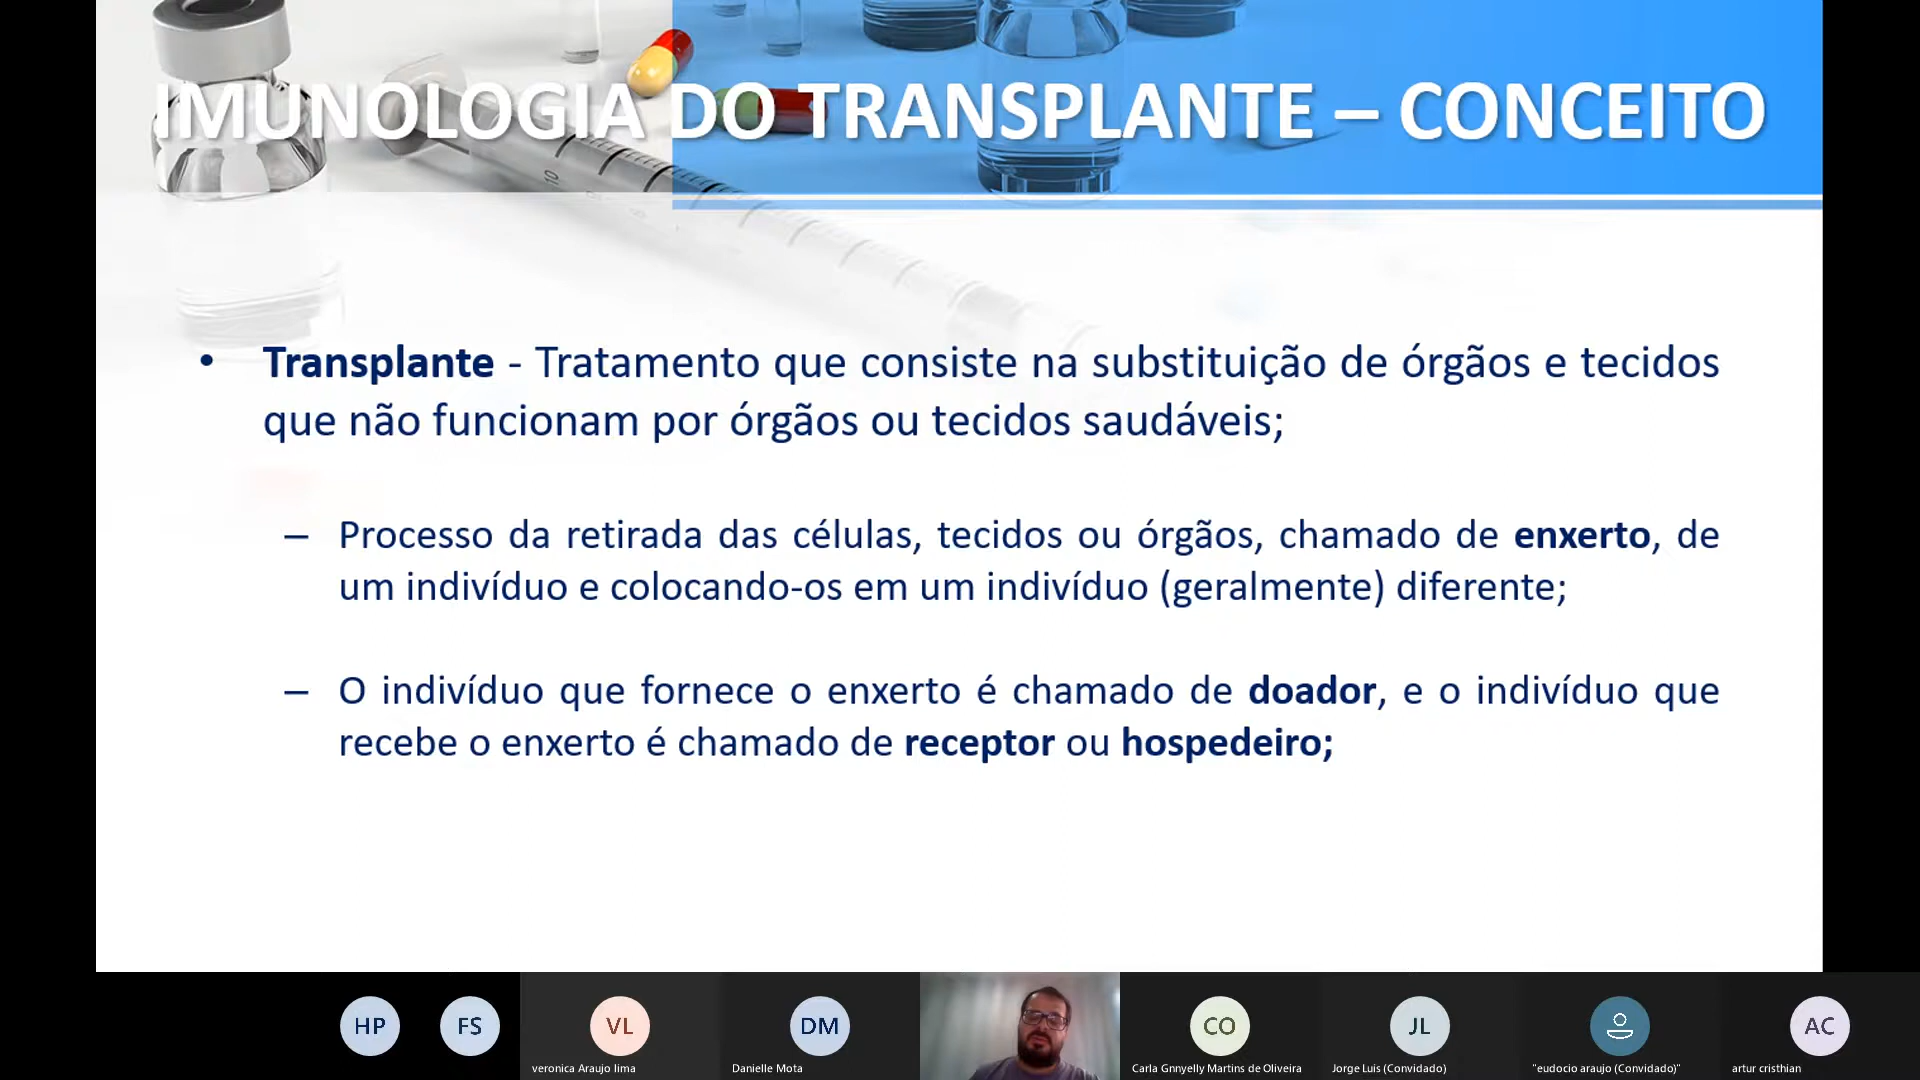 IMUNOLOGIA DO TRANSPLANTE – CONCEITO
• Transplante - Tratamento que consiste na substituição de órgãos e tecidos
que não funcionam por órgãos ou tecidos saudáveis;
– Processo da retirada das células, tecidos ou órgãos, chamado de enxerto, de
um indivíduo e colocando-os em um indivíduo (geralmente) diferente;
– O indivíduo que fornece o enxerto é chamado de doador, e o indivíduo que
recebe o enxerto é chamado de receptor ou hospedeiro;
10
HP FS VL DM CO JL AC
veronica Araujo lima Danielle Mota Carla Gnnyelly Martins de Oliveira Jorge Luis (Convidado) "eudocio araujo (Convidado)" artur cristhian